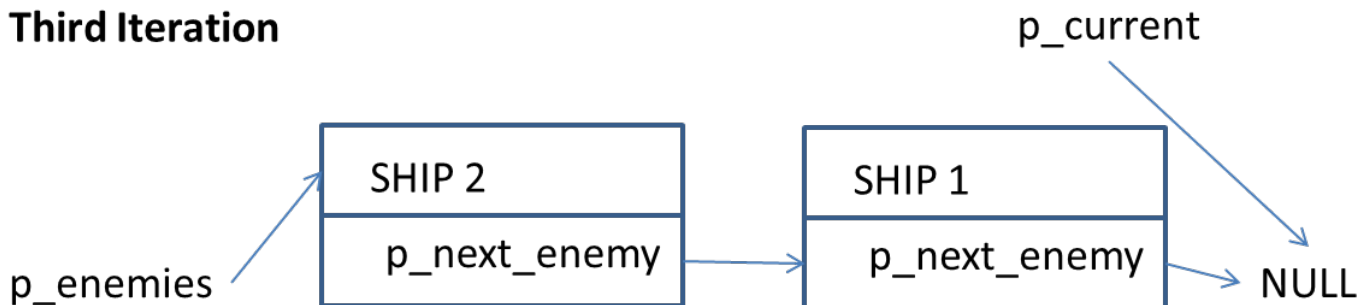 Third Iteration
p_current
SHIP 2
SHIP 1
p_next_enemy
p_next_enemy
p_enemies
NULL